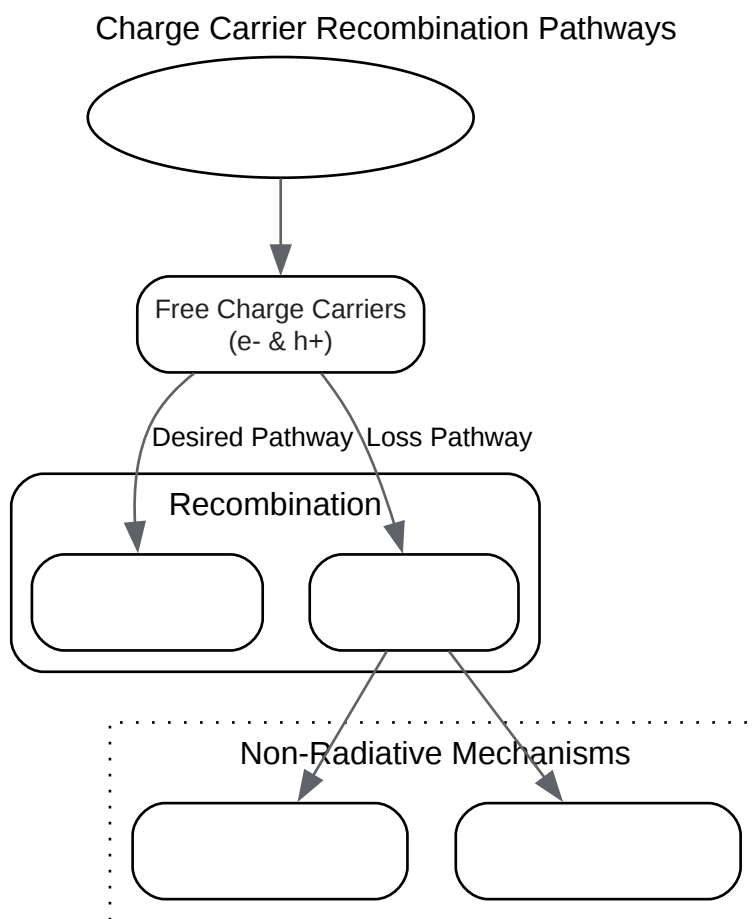 Charge Carrier Recombination Pathways
Free Charge Carriers
(e- & h+)
Desired Pathway
Loss Pathway
Recombination
Non-Radiative Mechanisms